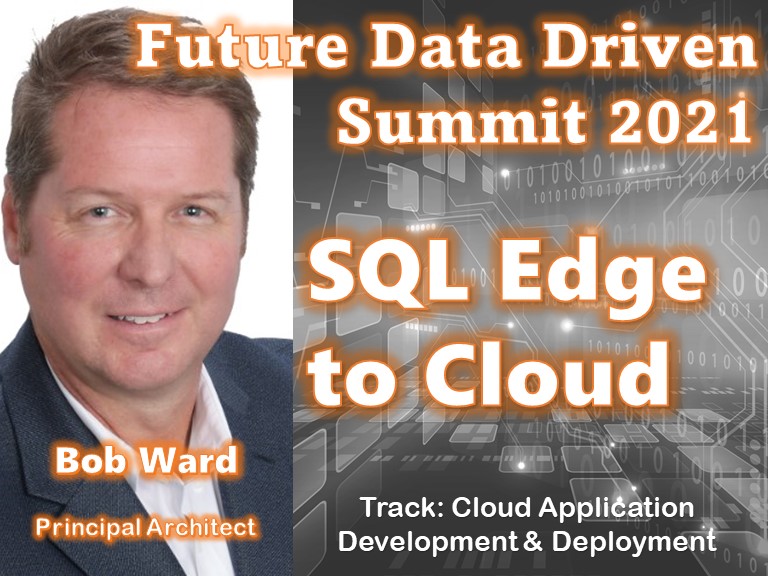 Future Data Driven
Summit 2021
SQL Edge
to Cloud
Bob Ward
Principal Architect
Track: Cloud Application
Development & Deployment